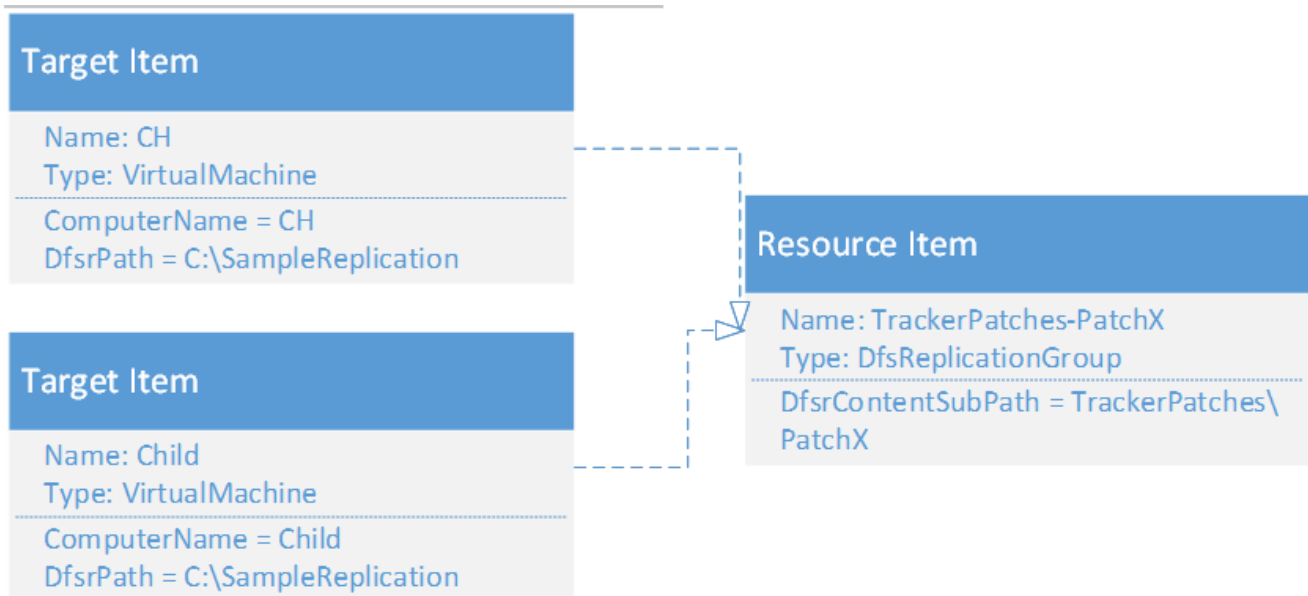 Target Item
Name: CH
Type: VirtualMachine
ComputerName = CH
DfsrPath = C:\SampleReplication
Target Item
Name: Child
Type: VirtualMachine
ComputerName = Child
DfsrPath = C:\SampleReplication
Resource Item
Name: TrackerPatches-PatchX
Type: DfsReplicationGroup
DfsrContentSubPath = TrackerPatches\
PatchX